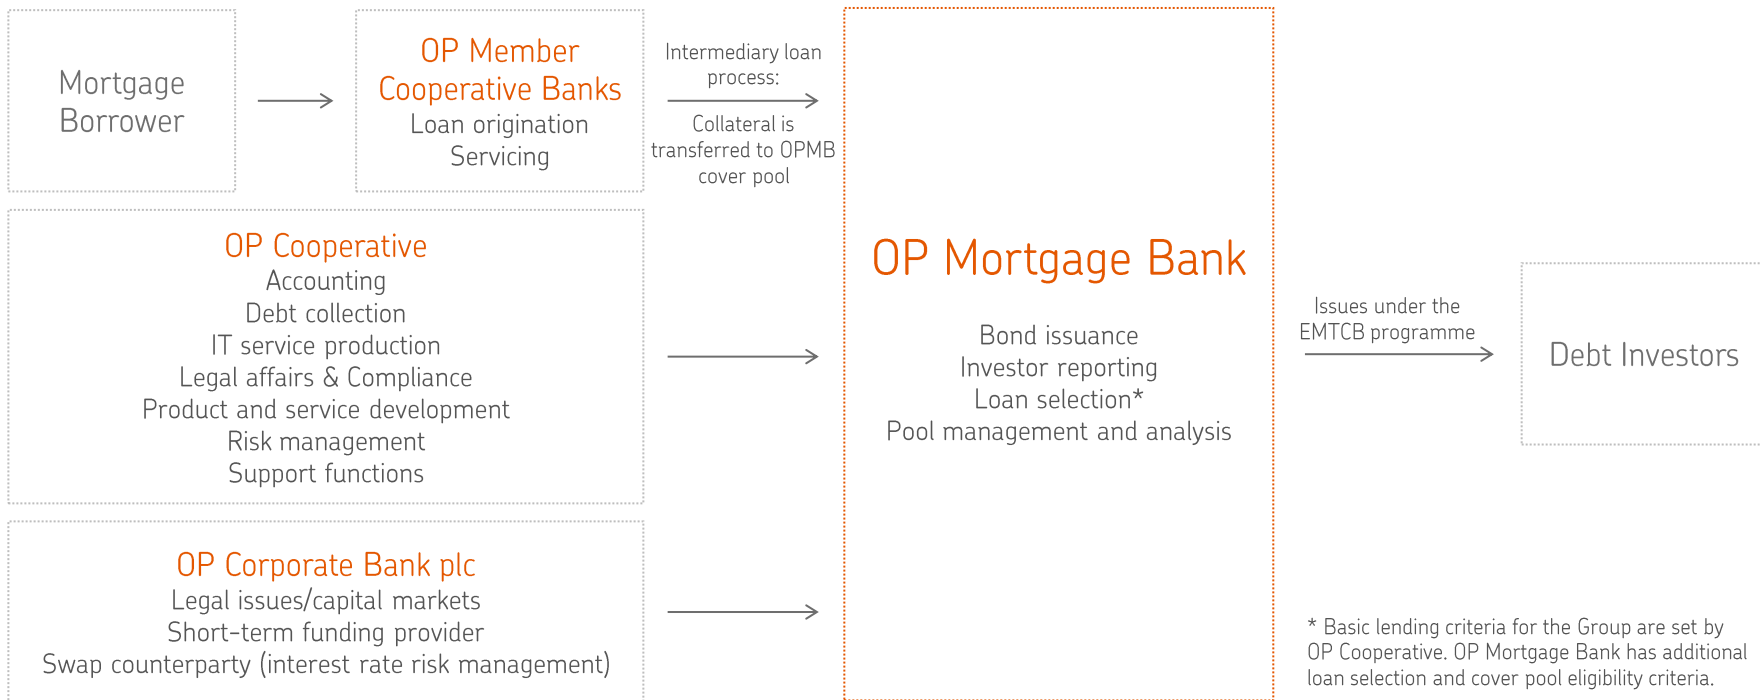 Mortgage
Borrower
OP Member
Cooperative Banks
Loan origination
Servicing
Intermediary loan
process:
Collateral is
transferred to OPMB
cover pool
OP Cooperative
Accounting
Debt collection
IT service production
Legal affairs & Compliance
Product and service development
Risk management
Support functions
OP Corporate Bank plc
Legal issues/capital markets
Short-term funding provider
Swap counterparty (interest rate risk management)
OP Mortgage Bank
Bond issuance
Investor reporting
Loan selection*
Pool management and analysis
Issues under the
EMTCB programme
Debt Investors
* Basic lending criteria for the Group are set by
OP Cooperative. OP Mortgage Bank has additional
loan selection and cover pool eligibility criteria.